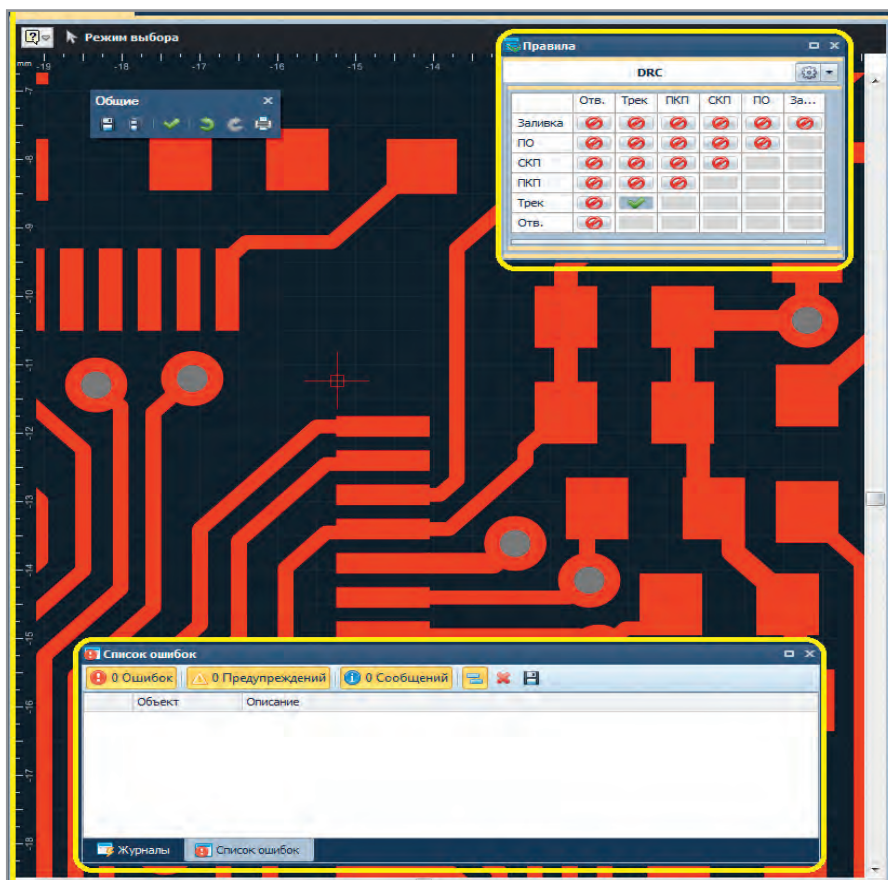 Режим выбора
Правила
mm -19 -18 -17 -16 -15 -14
DRC
Общие
Отв. Трек ПКП СКП ПО За...
Заливка
ПО
СКП
ПКП
Трек
Отв.
-7
-8
-9
-10
-11
-12
-13
-14
-15
-16
-17
-18
Список ошибок
0 Ошибок 0 Предупреждений 0 Сообщений
Объект Описание
Журналы Список ошибок